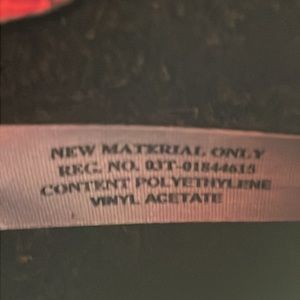 NEW MATERIAL ONLY
REG. NO. 03T-01844615
CONTENT POLYETHYLENE
VINYL ACETATE